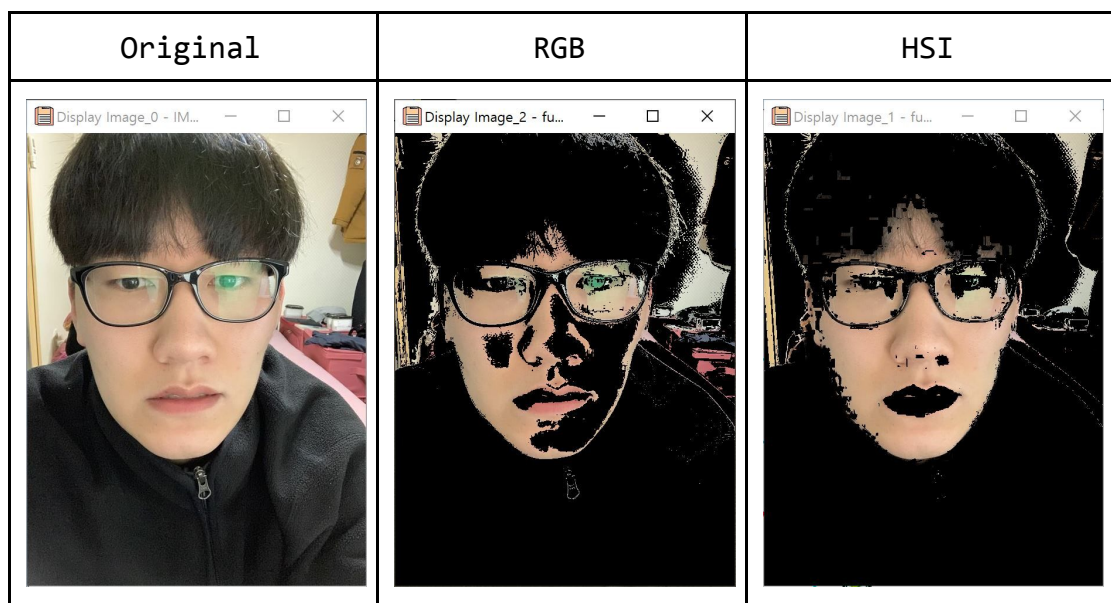 Original
RGB
HSI
Display Image_0 - IM...
Display Image_2 - fu...
Display Image_1 - fu...